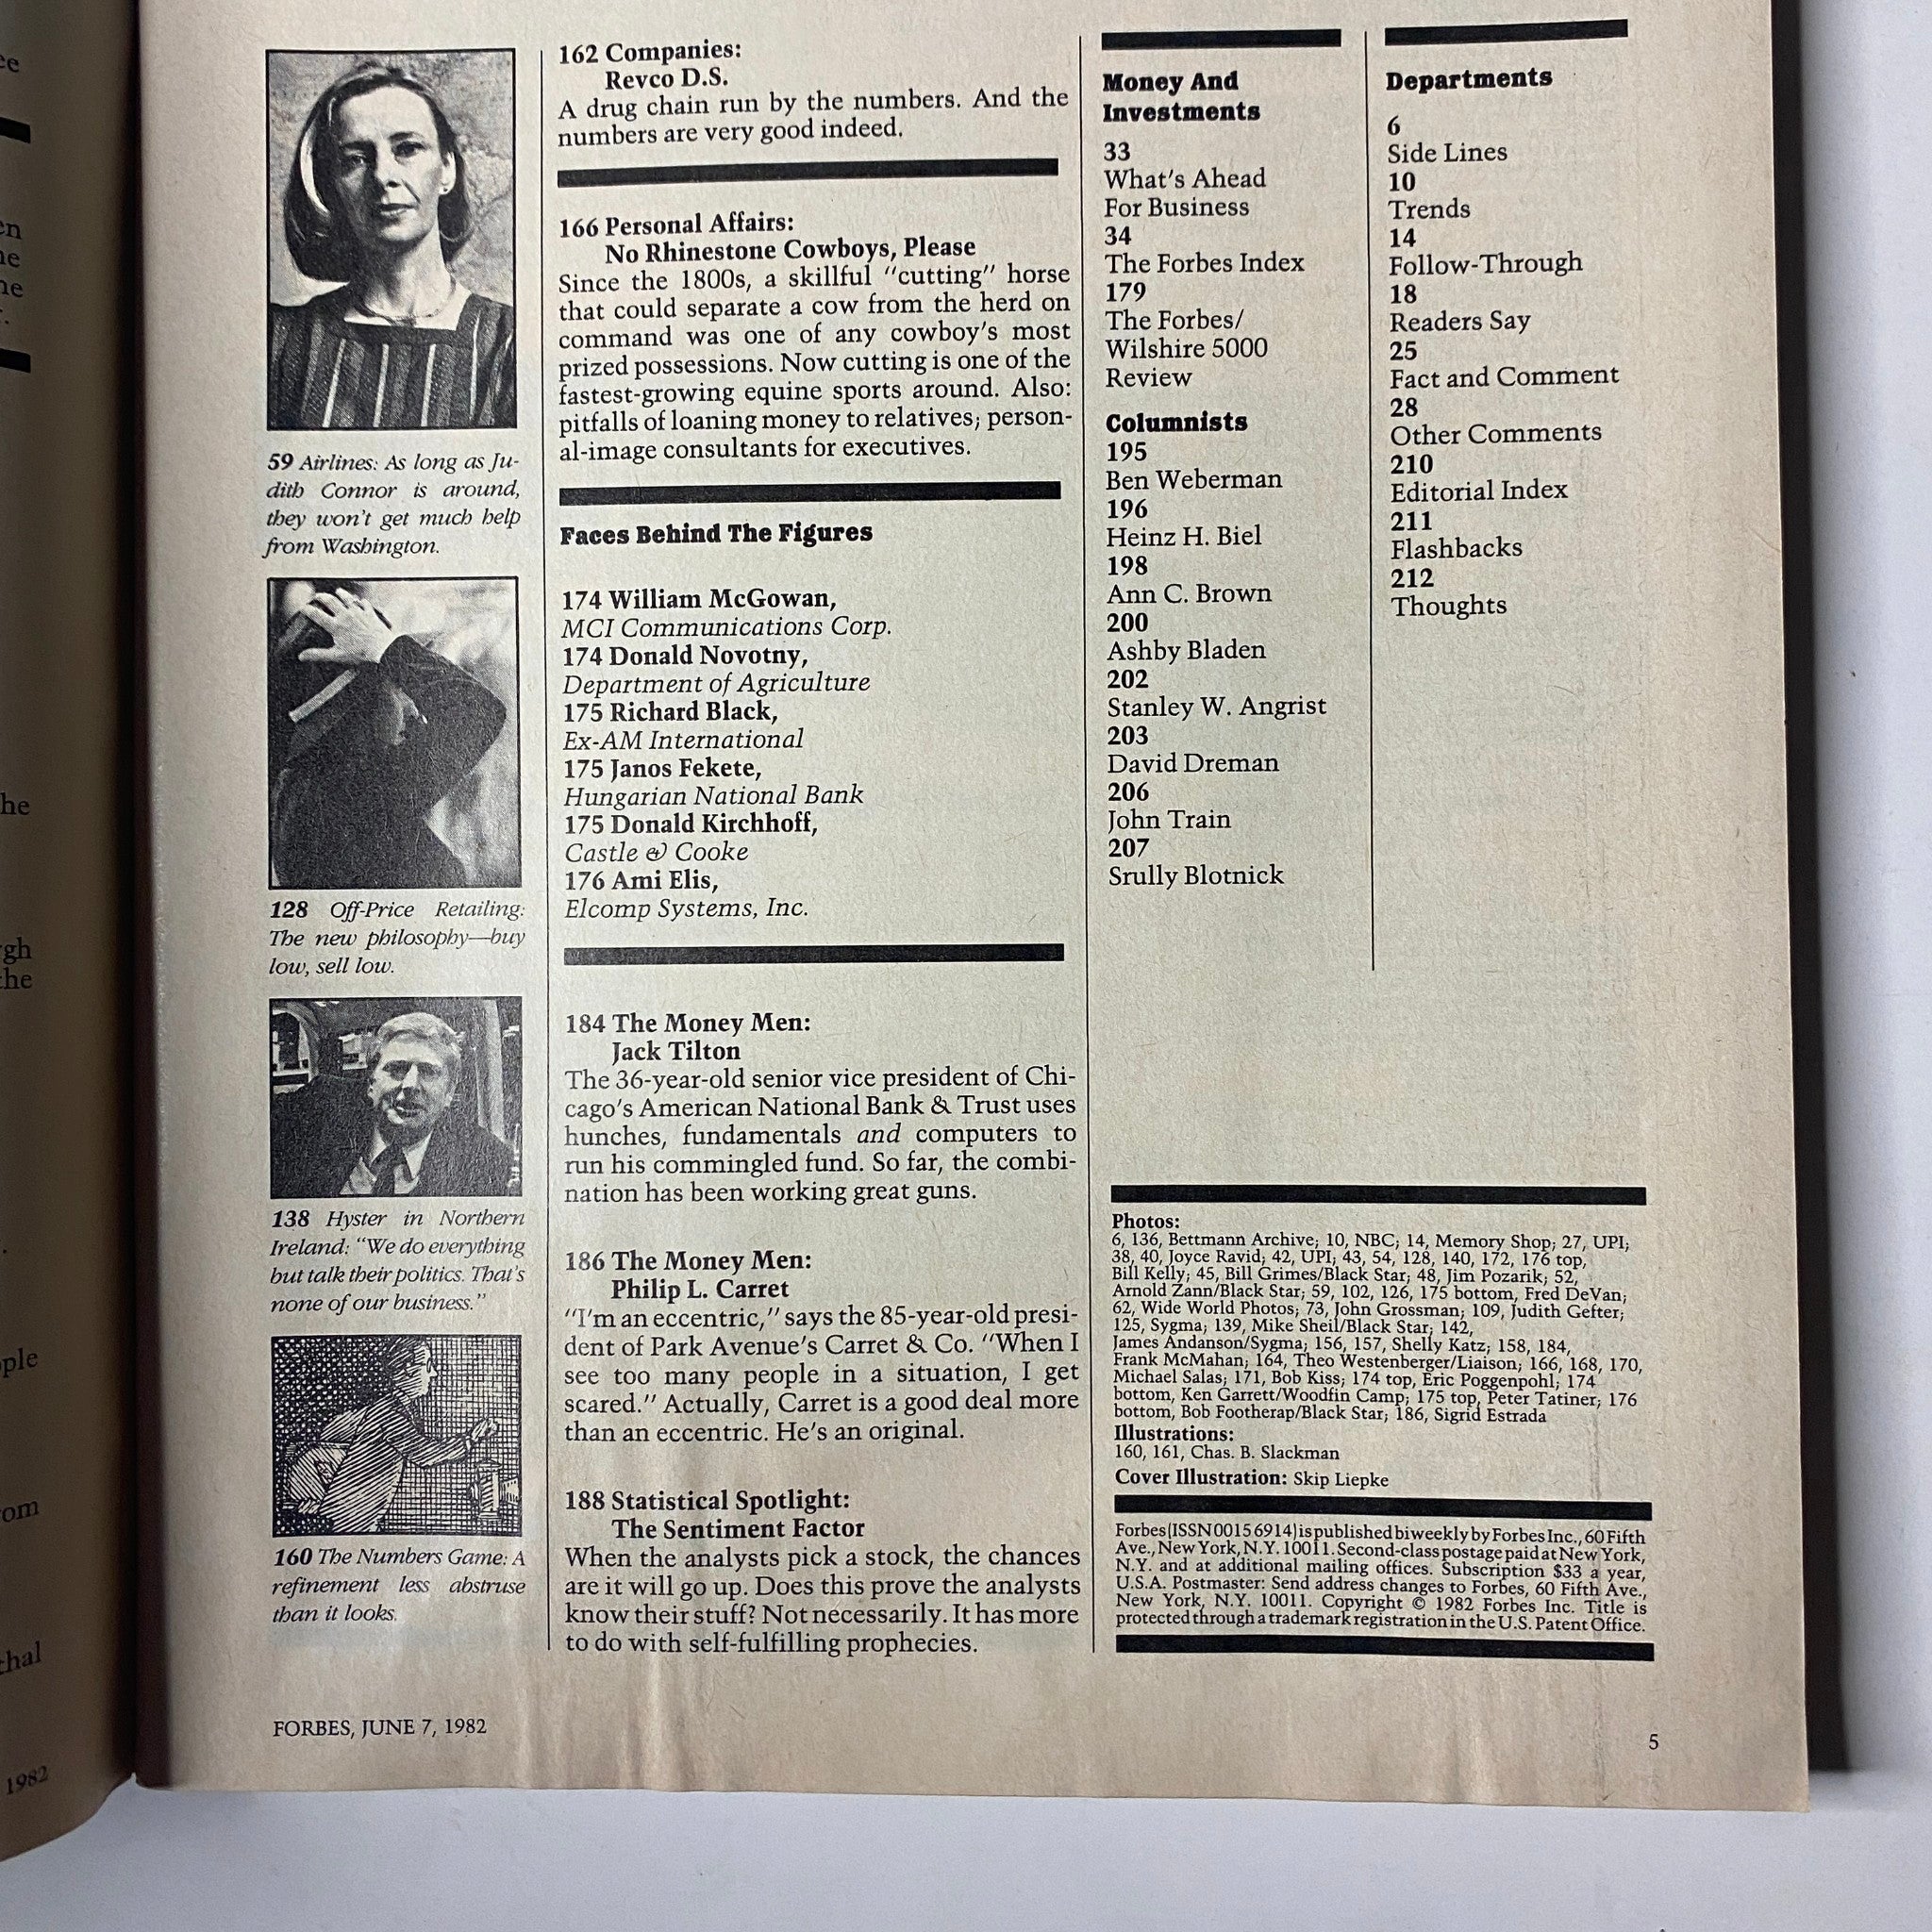 ee
en
ne
ne
he
gh
the
ople
om
thal
1982
59 Airlines: As long as Ju-
dith Connor is around,
they won't get much help
from Washington.
128 Off-Price Retailing:
The new philosophy—buy
low, sell low.
138 Hyster in Northern
Ireland: "We do everything
but talk their politics. That's
none of our business."
160 The Numbers Game: A
refinement less abstruse
than it looks.
162 Companies:
Revco D.S.
A drug chain run by the numbers. And the
numbers are very good indeed.
166 Personal Affairs:
No Rhinestone Cowboys, Please
Since the 1800s, a skillful "cutting" horse
that could separate a cow from the herd on
command was one of any cowboy's most
prized possessions. Now cutting is one of the
fastest-growing equine sports around. Also:
pitfalls of loaning money to relatives; person-
al-image consultants for executives.
Faces Behind The Figures
174 William McGowan,
MCI Communications Corp.
174 Donald Novotny,
Department of Agriculture
175 Richard Black,
Ex-AM International
175 Janos Fekete,
Hungarian National Bank
175 Donald Kirchhoff,
Castle & Cooke
176 Ami Elis,
Elcomp Systems, Inc.
184 The Money Men:
Jack Tilton
The 36-year-old senior vice president of Chi-
cago's American National Bank & Trust uses
hunches, fundamentals and computers to
run his commingled fund. So far, the combi-
nation has been working great guns.
186 The Money Men:
Philip L. Carret
"I'm an eccentric," says the 85-year-old presi-
dent of Park Avenue's Carret & Co. "When I
see too many people in a situation, I get
scared." Actually, Carret is a good deal more
than an eccentric. He's an original.
188 Statistical Spotlight:
The Sentiment Factor
When the analysts pick a stock, the chances
are it will go up. Does this prove the analysts
know their stuff? Not necessarily. It has more
to do with self-fulfilling prophecies.
Money And
Investments
33
What's Ahead
For Business
34
The Forbes Index
179
The Forbes/
Wilshire 5000
Review
Columnists
195
Ben Weberman
196
Heinz H. Biel
198
Ann C. Brown
200
Ashby Bladen
202
Stanley W. Angrist
203
David Dreman
206
John Train
207
Srully Blotnick
Departments
6
Side Lines
10
Trends
14
Follow-Through
18
Readers Say
25
Fact and Comment
28
Other Comments
210
Editorial Index
211
Flashbacks
212
Thoughts
Photos:
6, 136, Bettmann Archive; 10, NBC; 14, Memory Shop; 27, UPI;
38, 40, Joyce Ravid; 42, UPI; 43, 54, 128, 140, 172, 176 top,
Bill Kelly; 45, Bill Grimes/Black Star; 48, Jim Pozarik; 52,
Arnold Zann/Black Star; 59, 102, 126, 175 bottom, Fred DeVan;
62, Wide World Photos; 73, John Grossman; 109, Judith Gefter;
125, Sygma; 139, Mike Sheil/Black Star; 142,
James Andanson/Sygma; 156, 157, Shelly Katz; 158, 184,
Frank McMahan; 164, Theo Westenberger/Liaison; 166, 168, 170,
Michael Salas; 171, Bob Kiss; 174 top, Eric Poggenpohl; 174
bottom, Ken Garrett/Woodfin Camp; 175 top, Peter Tatiner; 176
bottom, Bob Footherap/Black Star; 186, Sigrid Estrada
Illustrations:
160, 161, Chas. B. Slackman
Cover Illustration: Skip Liepke
Forbes (ISSN 0015 6914) is published biweekly by Forbes Inc., 60 Fifth
Ave., New York, N.Y. 10011. Second-class postage paid at New York,
N.Y. and at additional mailing offices. Subscription $33 a year,
U.S.A. Postmaster: Send address changes to Forbes, 60 Fifth Ave.,
New York, N.Y. 10011. Copyright © 1982 Forbes Inc. Title is
protected through a trademark registration in the U.S. Patent Office.
FORBES, JUNE 7, 1982
5